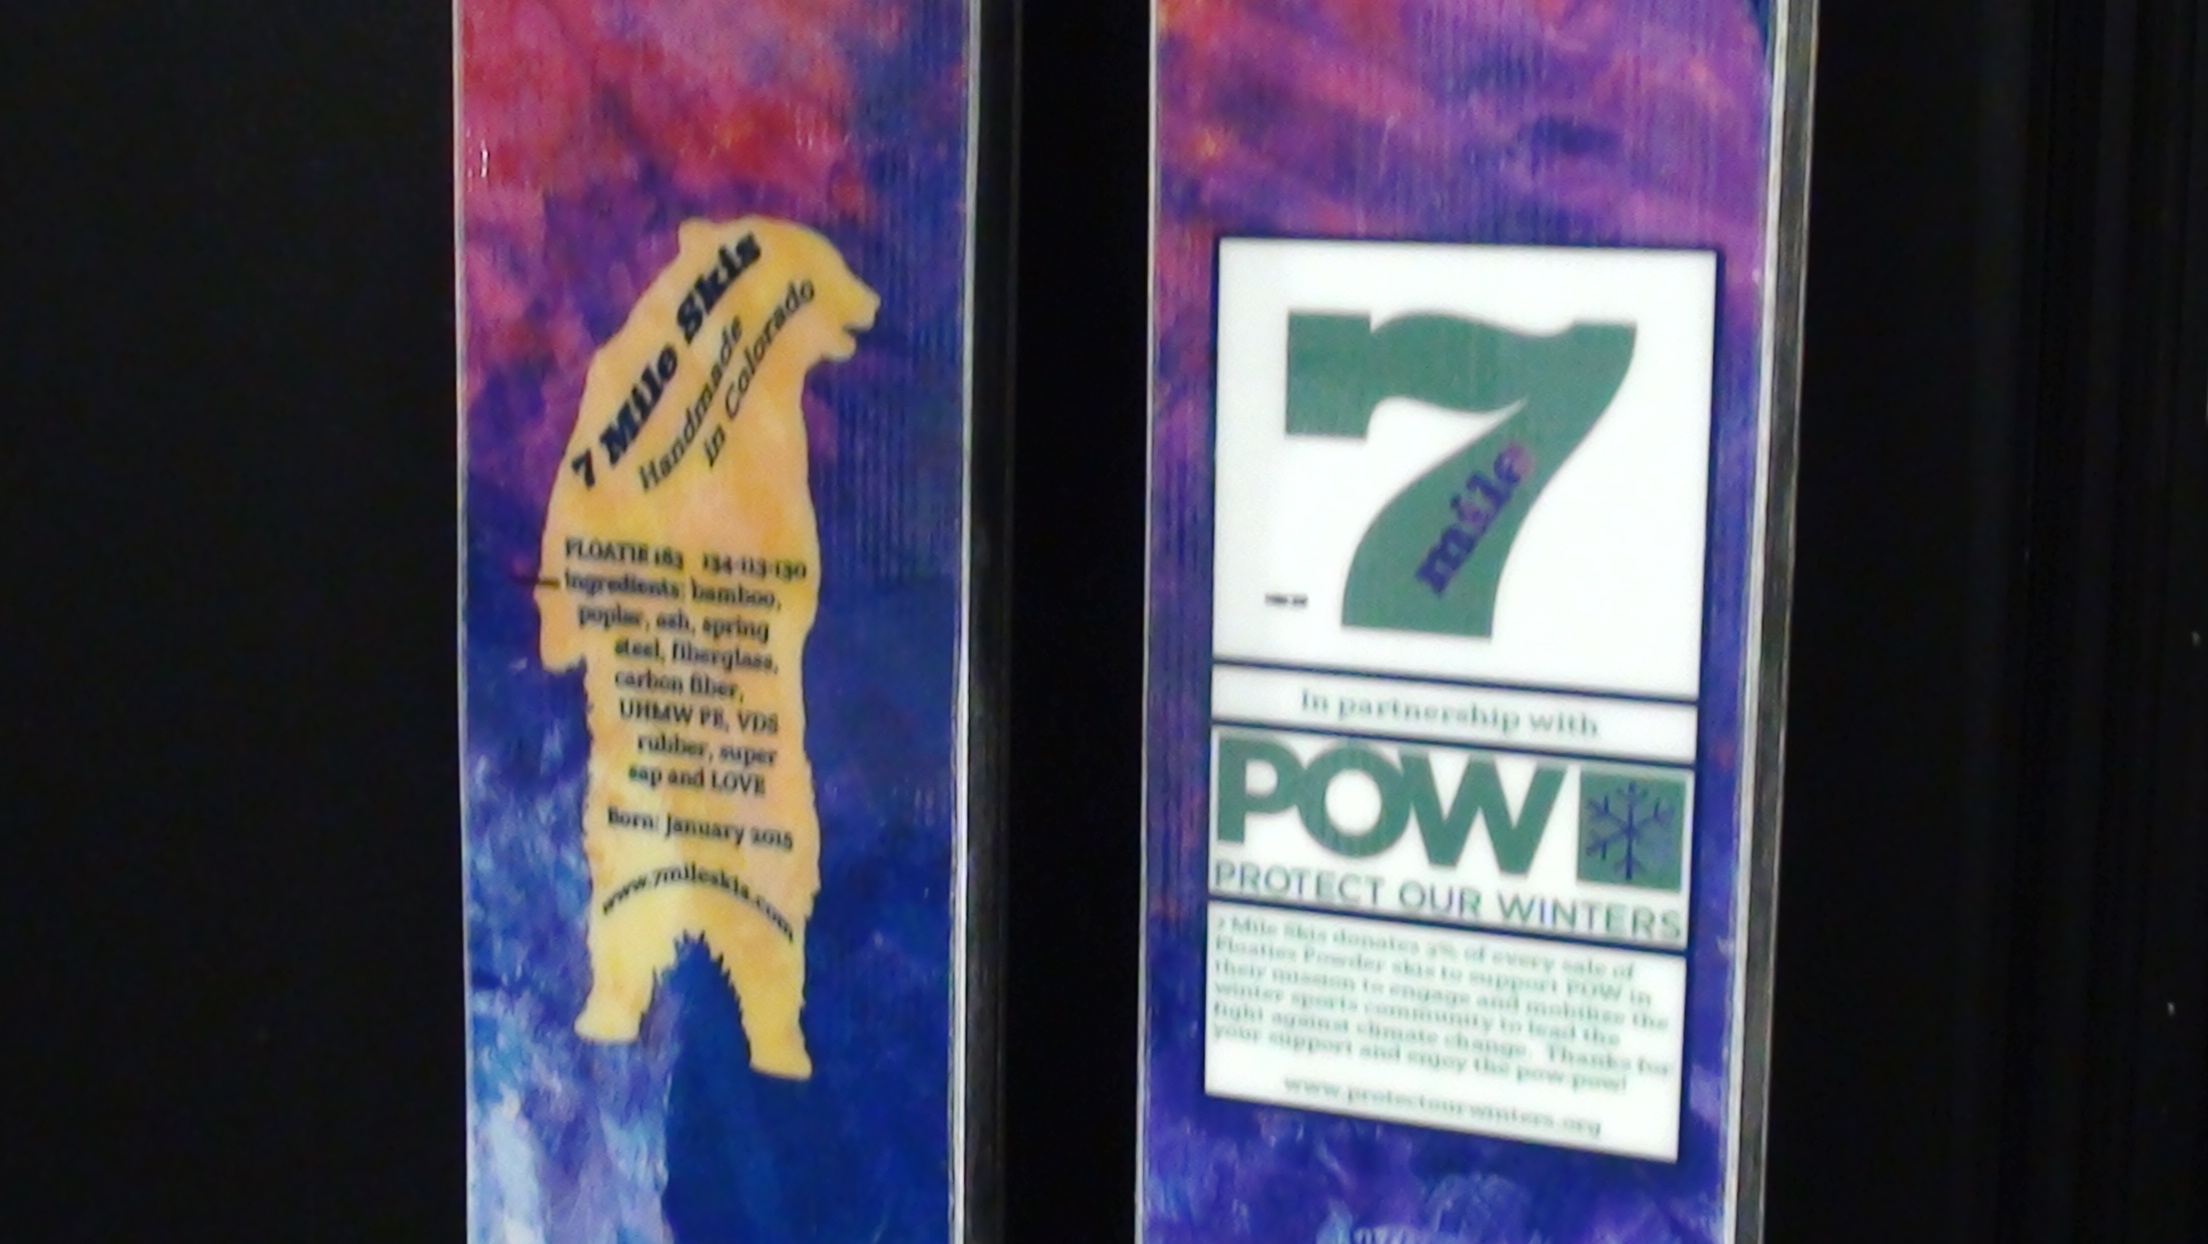 7 Mile Skis
Handmade
in Colorado
FLOATIE 183 134-113-130
Ingredients: bamboo,
poplar, ash, spring
steel, fiberglass,
carbon fiber,
UHMW PE, VDS
rubber, super
sap and LOVE
Born: January 2015
www.7mileskis.com
7
mile
In partnership with
POW
PROTECT OUR WINTERS
7 Mile Skis donates of every sale of
Floaties Powder skis to support POW in
their mission to engage and mobilize the
winter sports community to lead the
fight against climate change. Thanks for
your support and enjoy the pow pow!
www.protectourwinters.org